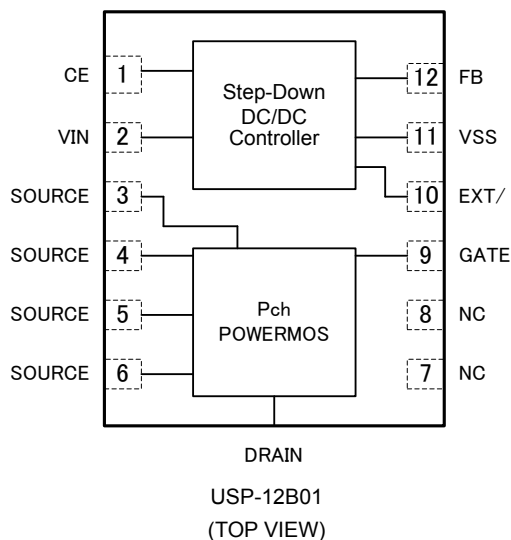 CE 1 12 FB
Step-Down
DC/DC
Controller
VIN 2 11 VSS
SOURCE 3 10 EXT/
SOURCE 4 9 GATE
Pch
POWERMOS
SOURCE 5 8 NC
SOURCE 6 7 NC
DRAIN
USP-12B01
(TOP VIEW)